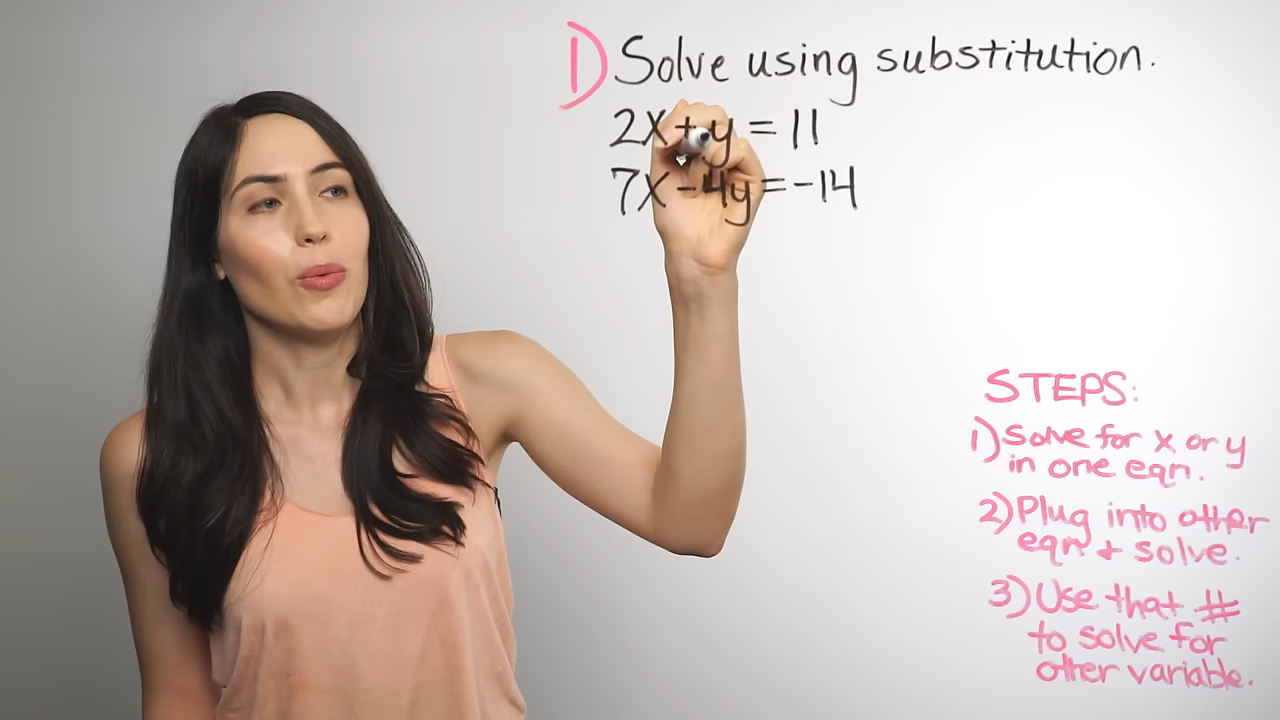 1) Solve using substitution.
2x+y = 11
7x-4y=-14
STEPS:
1) Solve for x or y
in one eqn.
2) Plug into other
eqn + solve.
3) Use that #
to solve for
other variable.